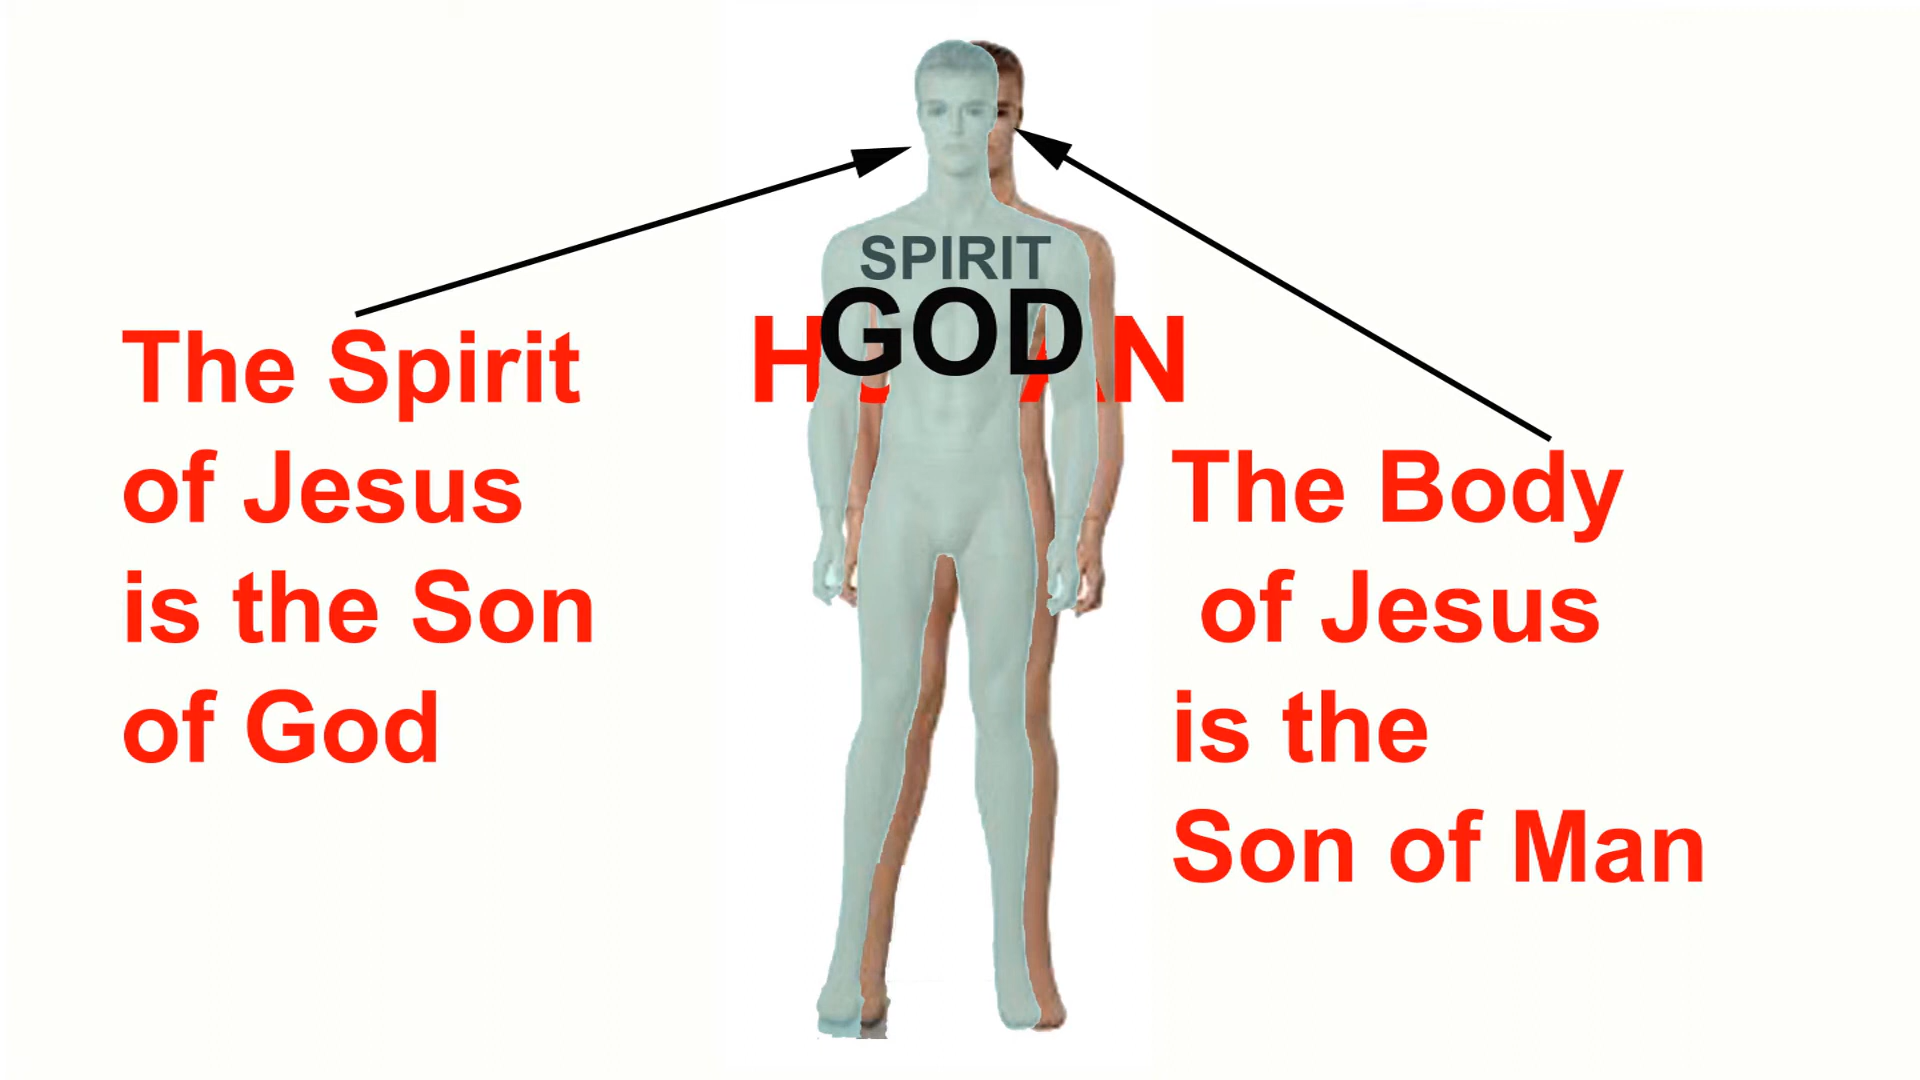 SPIRIT
GOD
HUMAN
The Spirit
of Jesus
is the Son
of God
The Body
of Jesus
is the
Son of Man